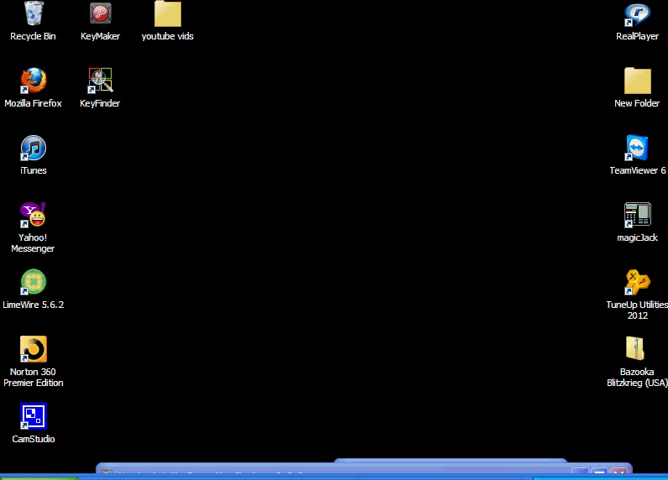 Recycle Bin
KeyMaker
youtube vids
RealPlayer
Mozilla Firefox
KeyFinder
New Folder
iTunes
TeamViewer 6
Yahoo!
Messenger
magicJack
LimeWire 5.6.2
TuneUp Utilities
2012
Norton 360
Premier Edition
Bazooka
Blitzkrieg (USA)
CamStudio